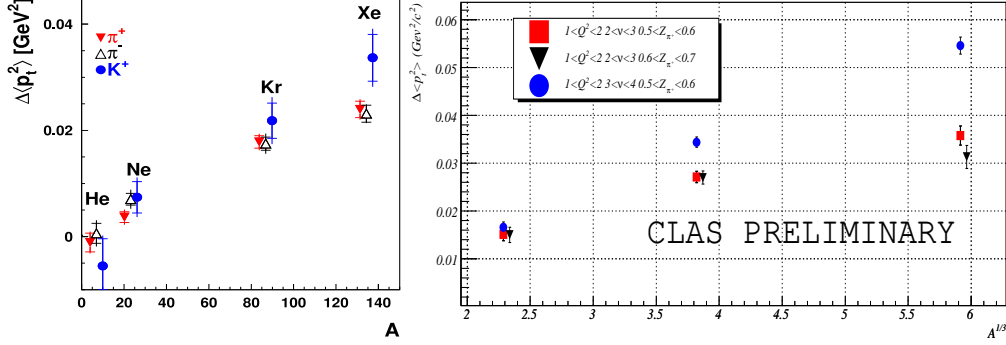 Δ⟨p_t^2⟩ [GeV^2]
0.04
0.02
0
π^+
π^-
K^+
He
Ne
Kr
Xe
0 20 40 60 80 100 120 140
A
Δ<p_t^2> (Gev^2/c^2)
0.06
0.05
0.04
0.03
0.02
0.01
1<Q^2<2 2<ν<3 0.5<Z_π+<0.6
1<Q^2<2 2<ν<3 0.6<Z_π+<0.7
1<Q^2<2 3<ν<4 0.5<Z_π+<0.6
CLAS PRELIMINARY
2 2.5 3 3.5 4 4.5 5 5.5 6
A^1/3